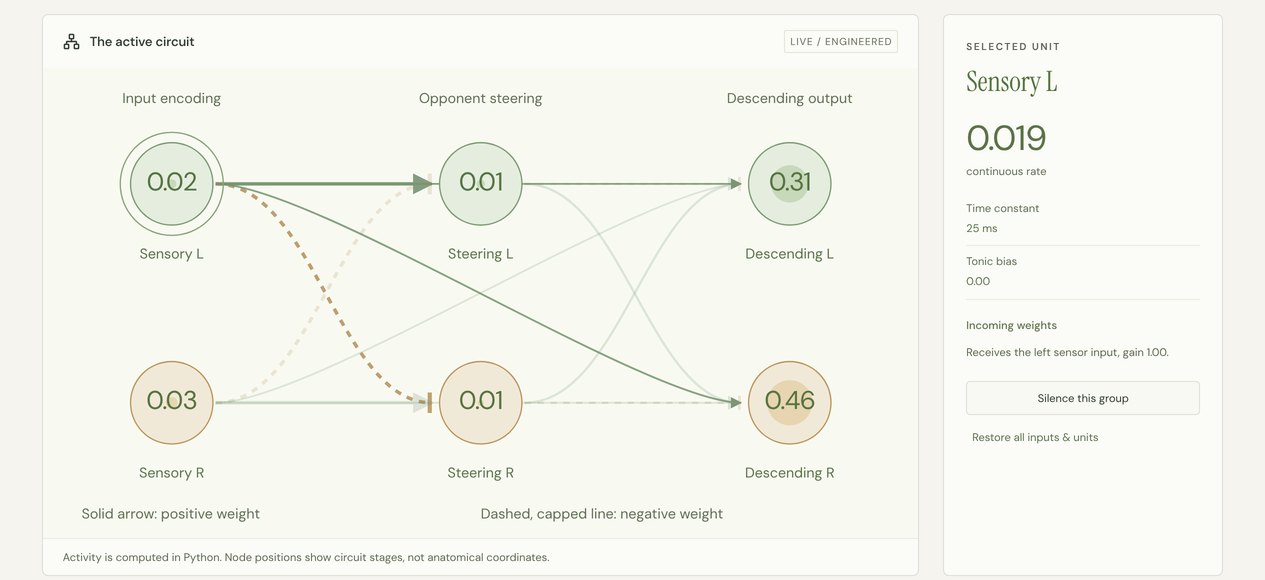 The active circuit
LIVE / ENGINEERED
Input encoding
Opponent steering
Descending output
0.02
0.01
0.31
Sensory L
Steering L
Descending L
0.03
0.01
0.46
Sensory R
Steering R
Descending R
Solid arrow: positive weight
Dashed, capped line: negative weight
Activity is computed in Python. Node positions show circuit stages, not anatomical coordinates.
SELECTED UNIT
Sensory L
0.019
continuous rate
Time constant
25 ms
Tonic bias
0.00
Incoming weights
Receives the left sensor input, gain 1.00.
Silence this group
Restore all inputs & units